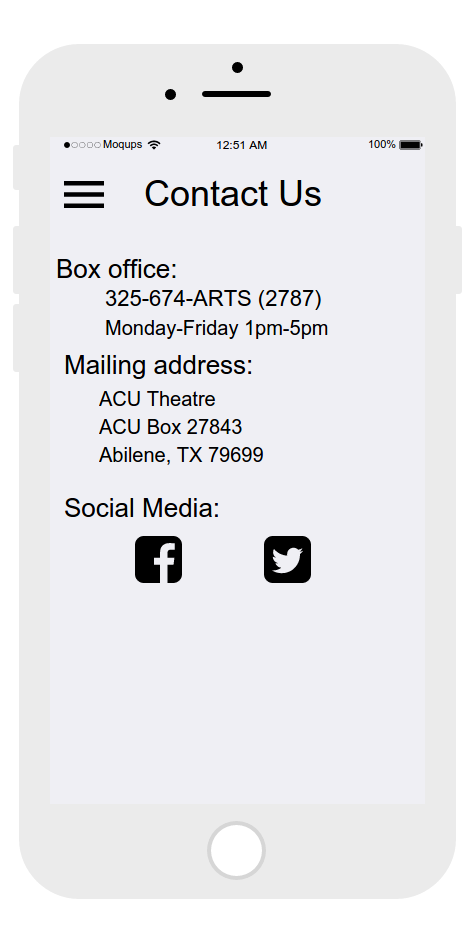 Moqups 12:51 AM 100%
Contact Us
Box office:
325-674-ARTS (2787)
Monday-Friday 1pm-5pm
Mailing address:
ACU Theatre
ACU Box 27843
Abilene, TX 79699
Social Media: